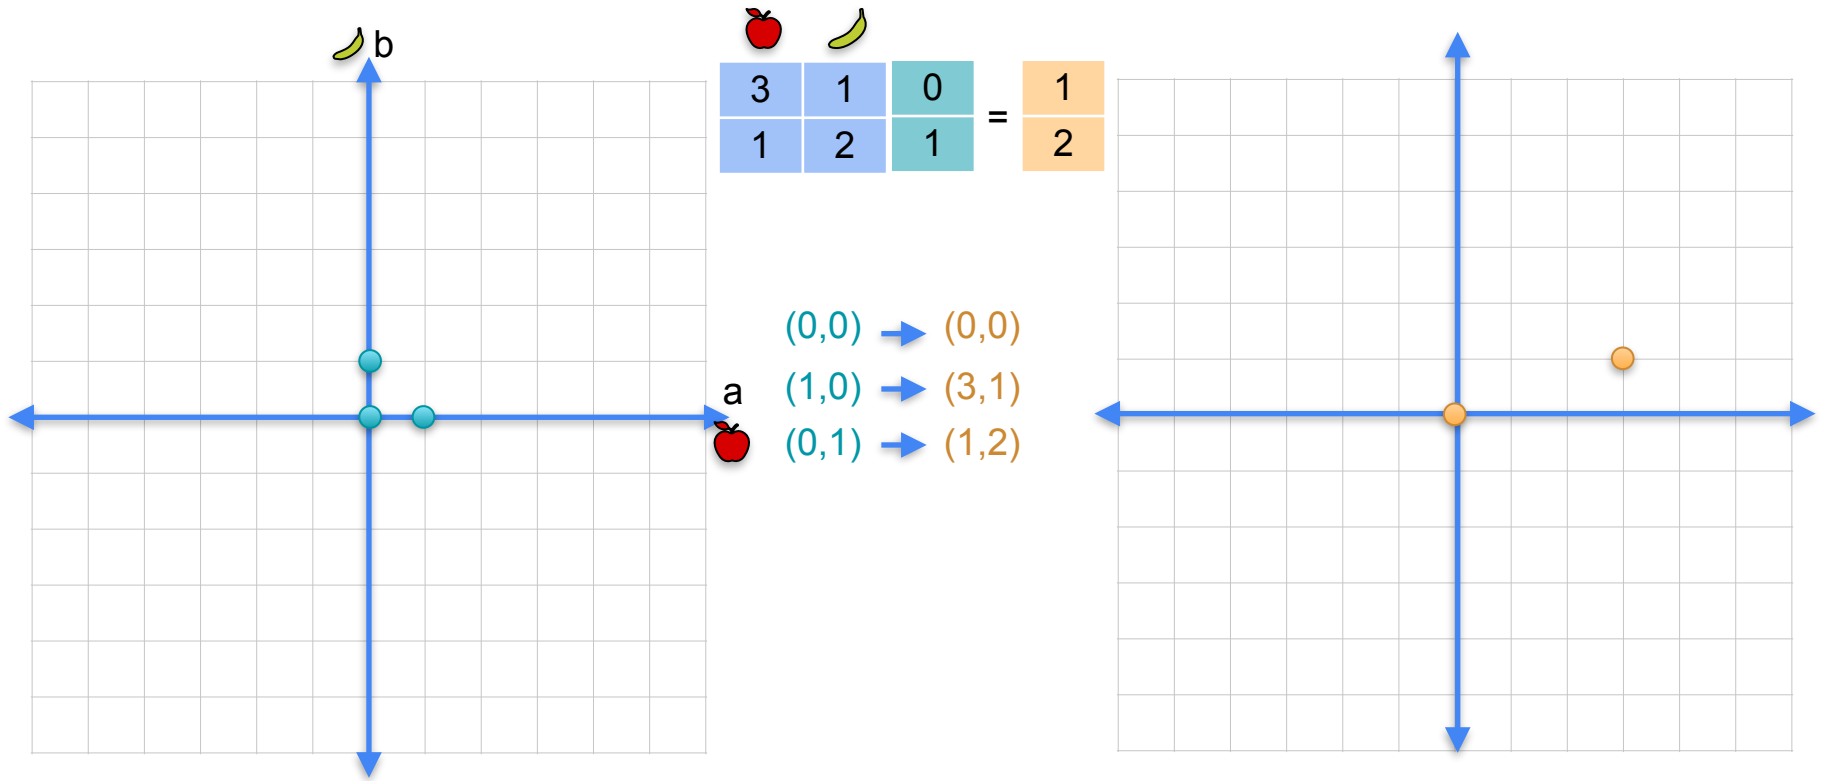 b
3 1 0 = 1
1 2 1 2
(0,0) (0,0)
a
(1,0) (3,1)
(0,1) (1,2)